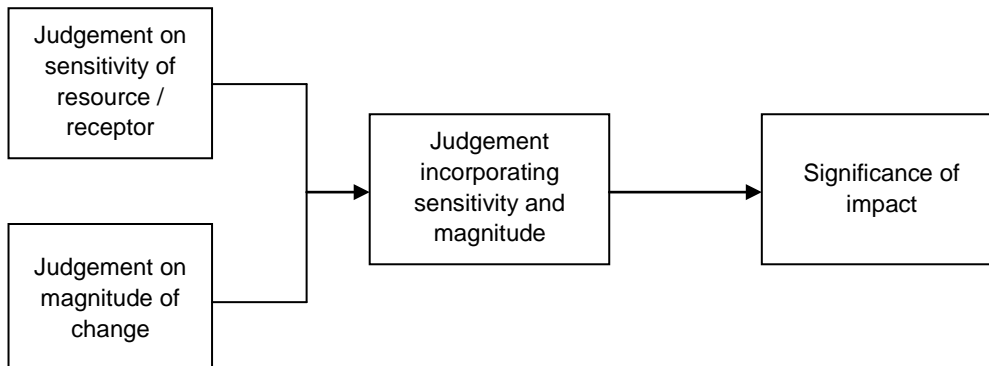 Judgement on
sensitivity of
resource /
receptor
Judgement on
magnitude of
change
Judgement
incorporating
sensitivity and
magnitude
Significance of
impact